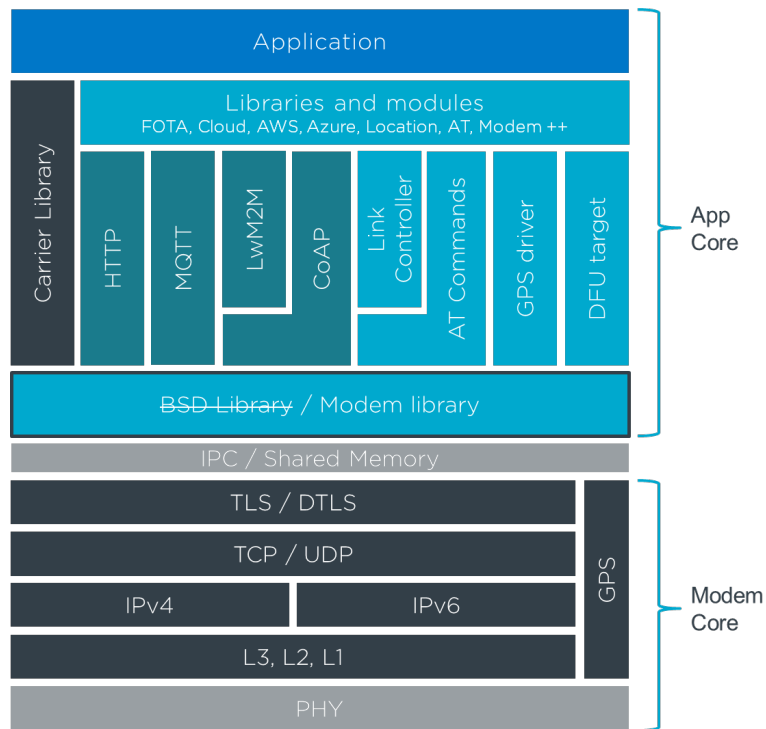 Application
Libraries and modules
FOTA, Cloud, AWS, Azure, Location, AT, Modem ++
Carrier Library
HTTP
MQTT
LwM2M
CoAP
Link
Controller
AT Commands
GPS driver
DFU target
App
Core
BSD Library / Modem library
IPC / Shared Memory
TLS / DTLS
TCP / UDP
IPv4
IPv6
GPS
L3, L2, L1
PHY
Modem
Core